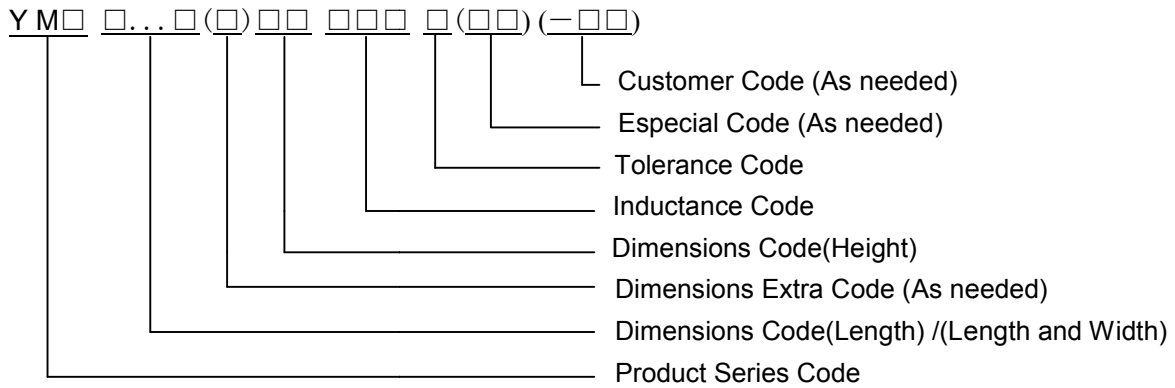 YM□ □...□(□)□□ □□□ □(□□)(－□□)
Customer Code (As needed)
Especial Code (As needed)
Tolerance Code
Inductance Code
Dimensions Code(Height)
Dimensions Extra Code (As needed)
Dimensions Code(Length) /(Length and Width)
Product Series Code